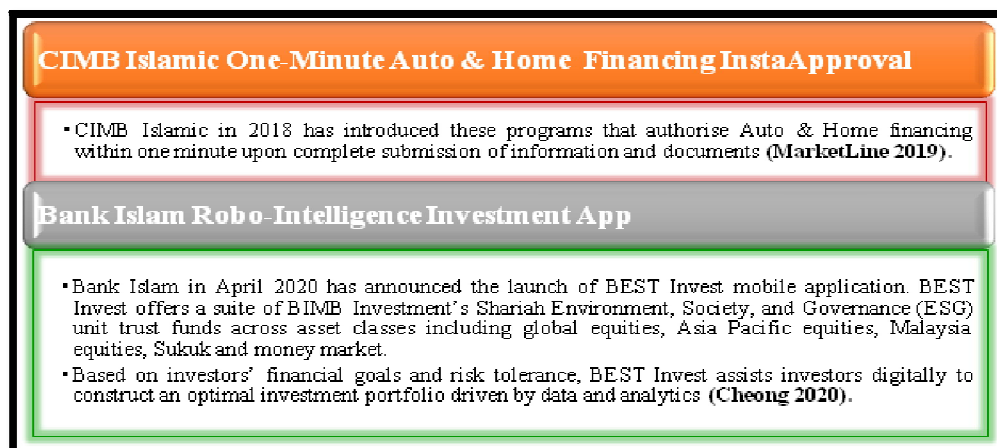 CIMB Islamic One-Minute Auto & Home Financing InstaApproval
• CIMB Islamic in 2018 has introduced these programs that authorise Auto & Home financing
within one minute upon complete submission of information and documents (MarketLine 2019).
Bank Islam Robo-Intelligence Investment App
• Bank Islam in April 2020 has announced the launch of BEST Invest mobile application. BEST
Invest offers a suite of BIMB Investment's Shariah Environment, Society, and Governance (ESG)
unit trust funds across asset classes including global equities, Asia Pacific equities, Malaysia
equities, Sukuk and money market.
• Based on investors' financial goals and risk tolerance, BEST Invest assists investors digitally to
construct an optimal investment portfolio driven by data and analytics (Cheong 2020).